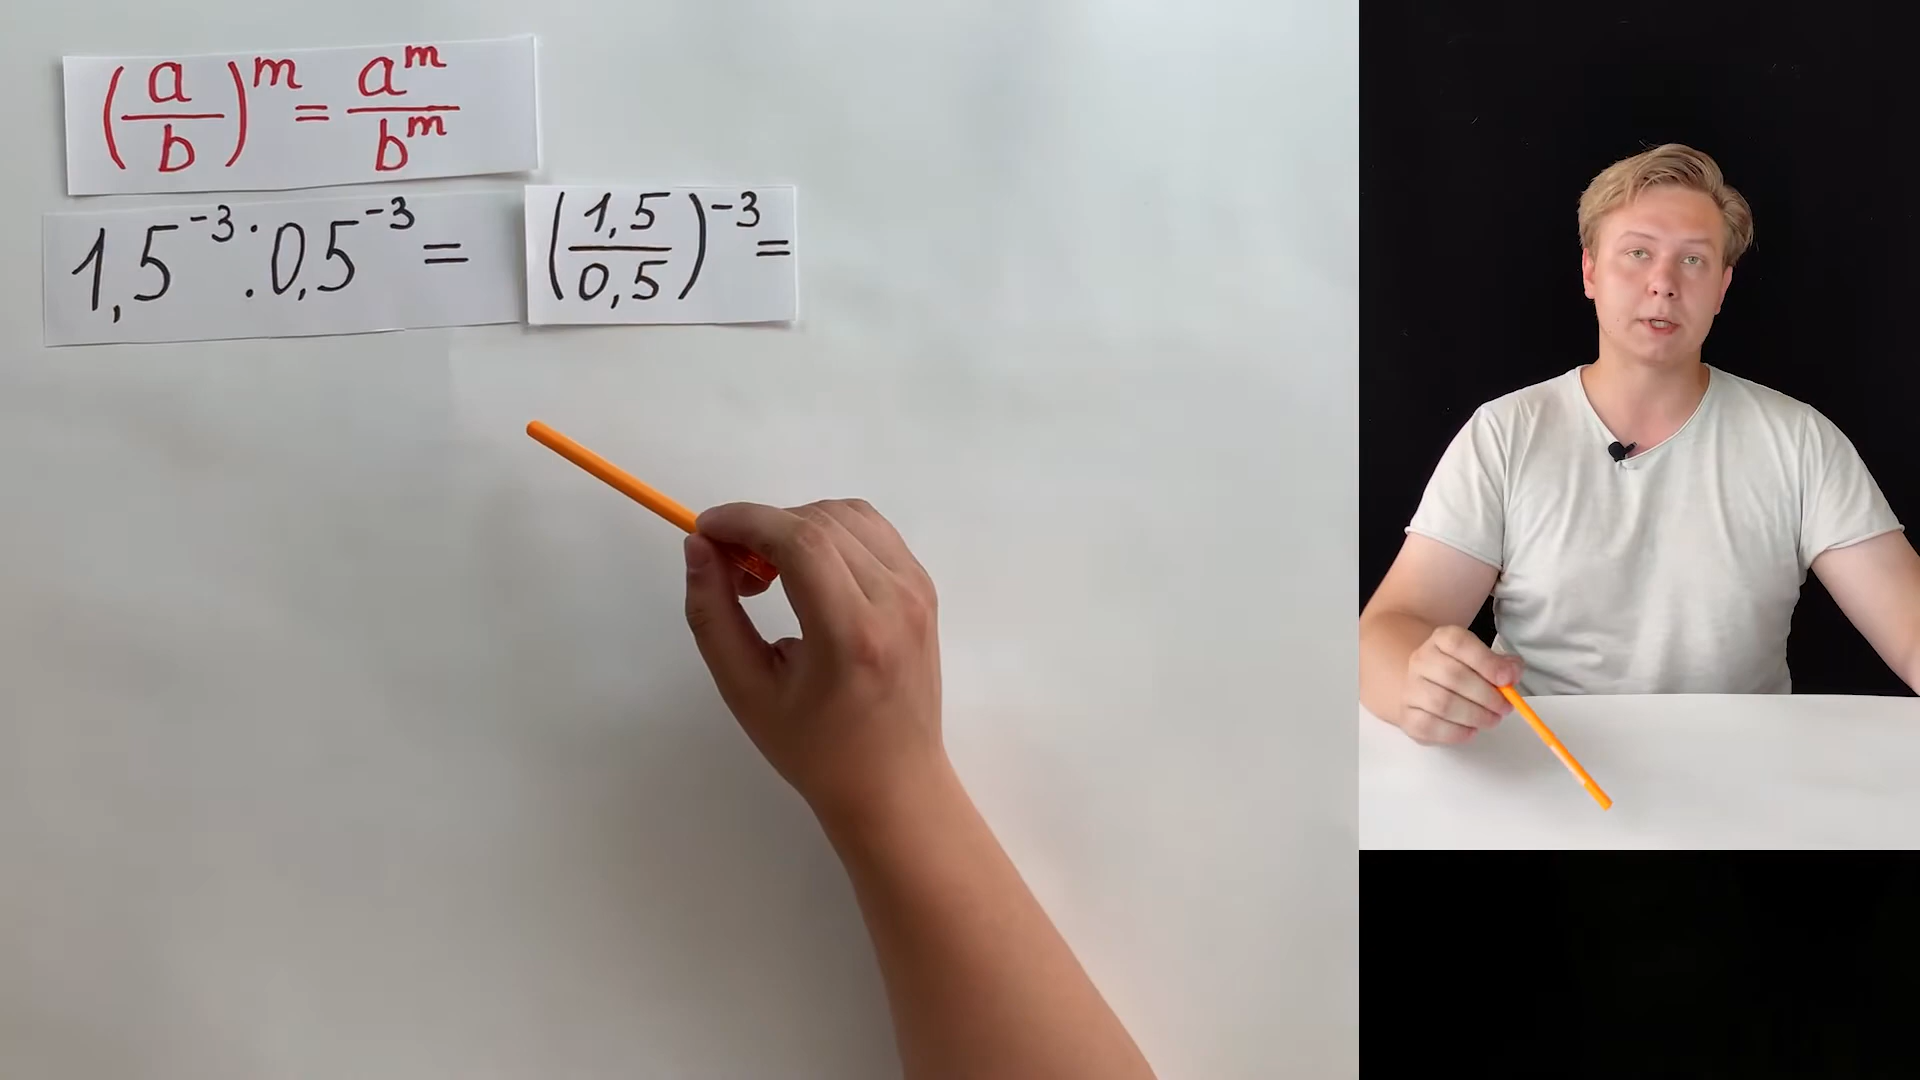 (a/b)^m = a^m/b^m
1,5^-3 : 0,5^-3 = (1,5/0,5)^-3 =